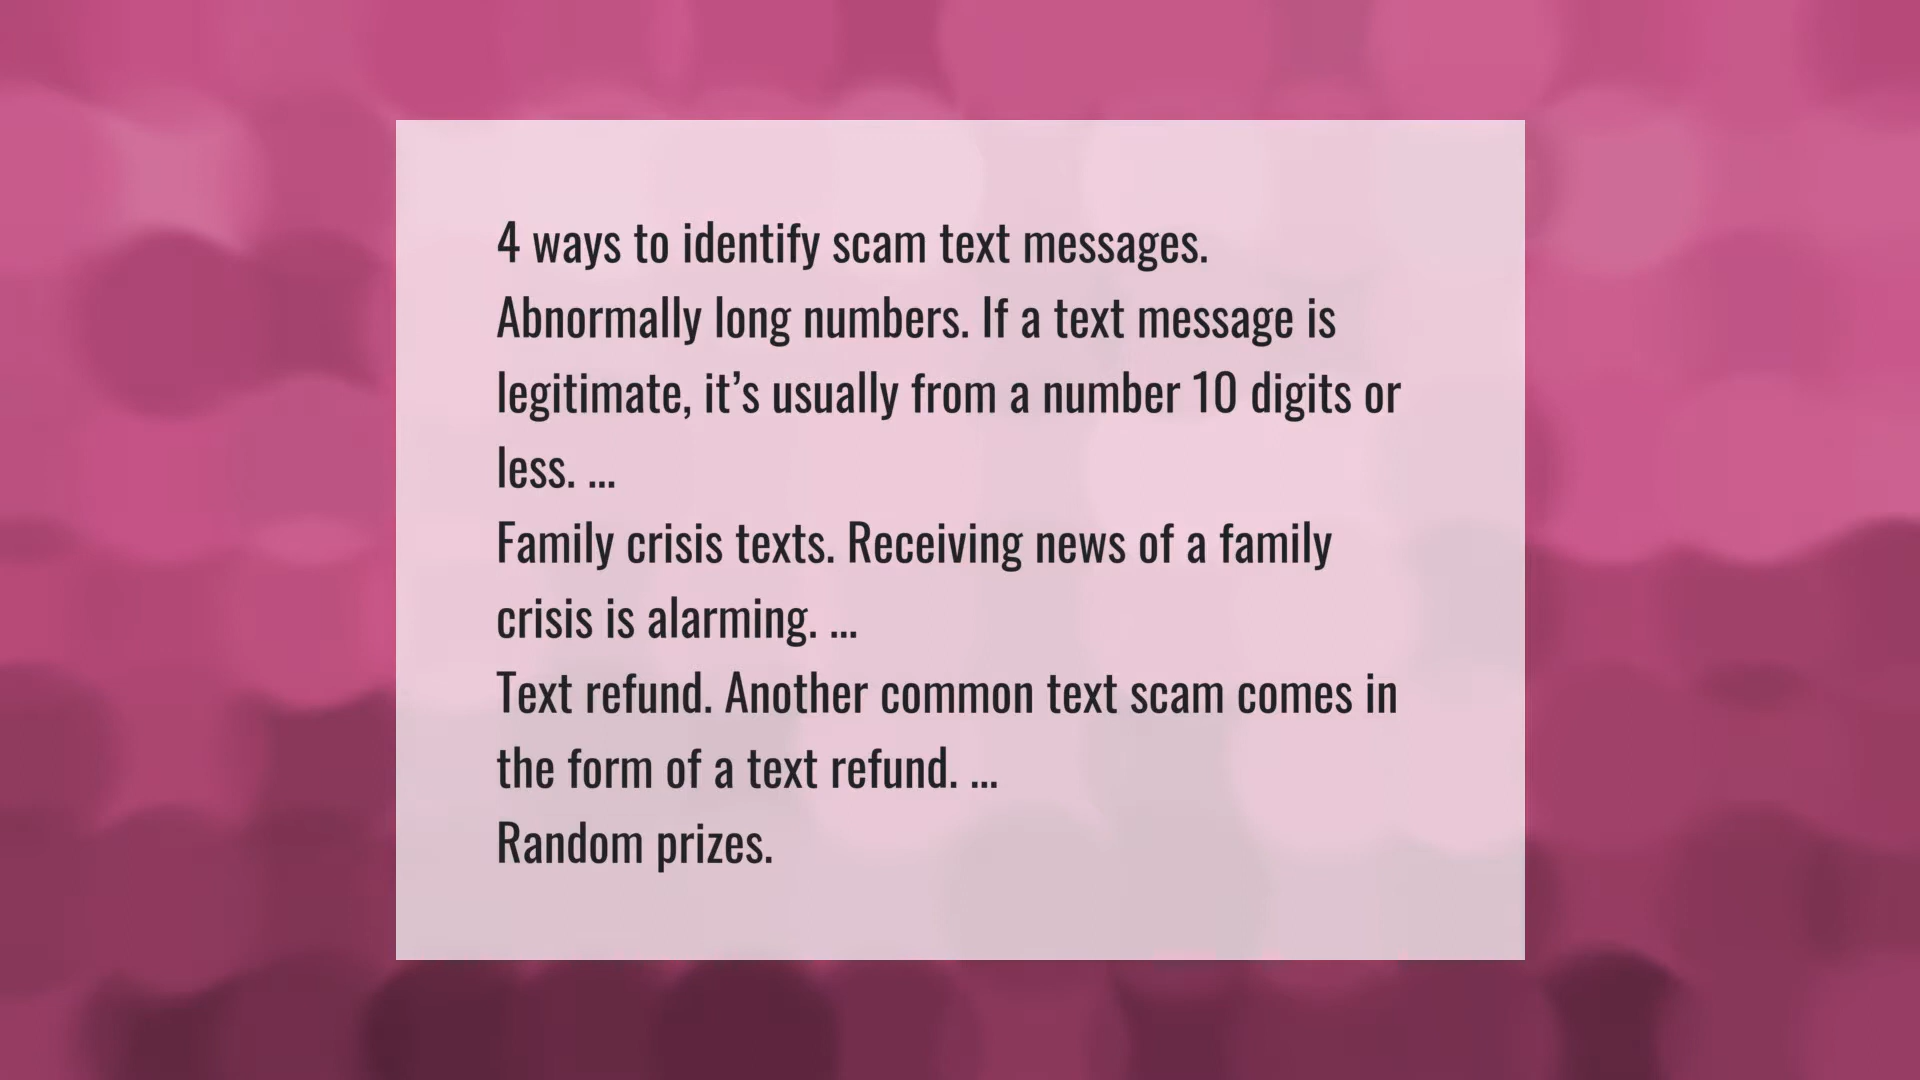 4 ways to identify scam text messages.
Abnormally long numbers. If a text message is
legitimate, it’s usually from a number 10 digits or
less. ...
Family crisis texts. Receiving news of a family
crisis is alarming. ...
Text refund. Another common text scam comes in
the form of a text refund. ...
Random prizes.